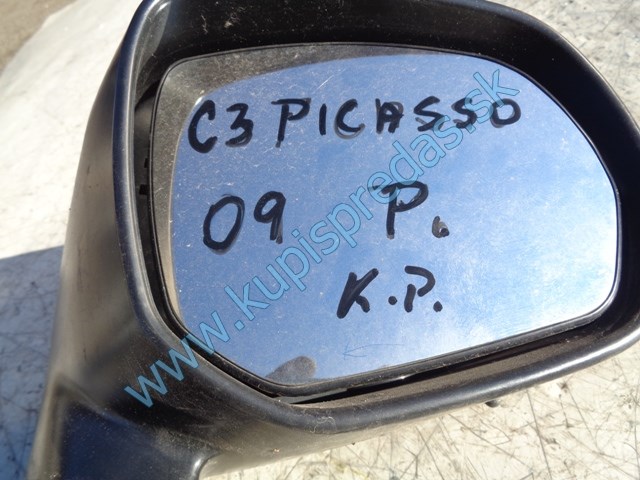 C3 PICASSO
09 P.
K.P.
www.kupispredas.sk